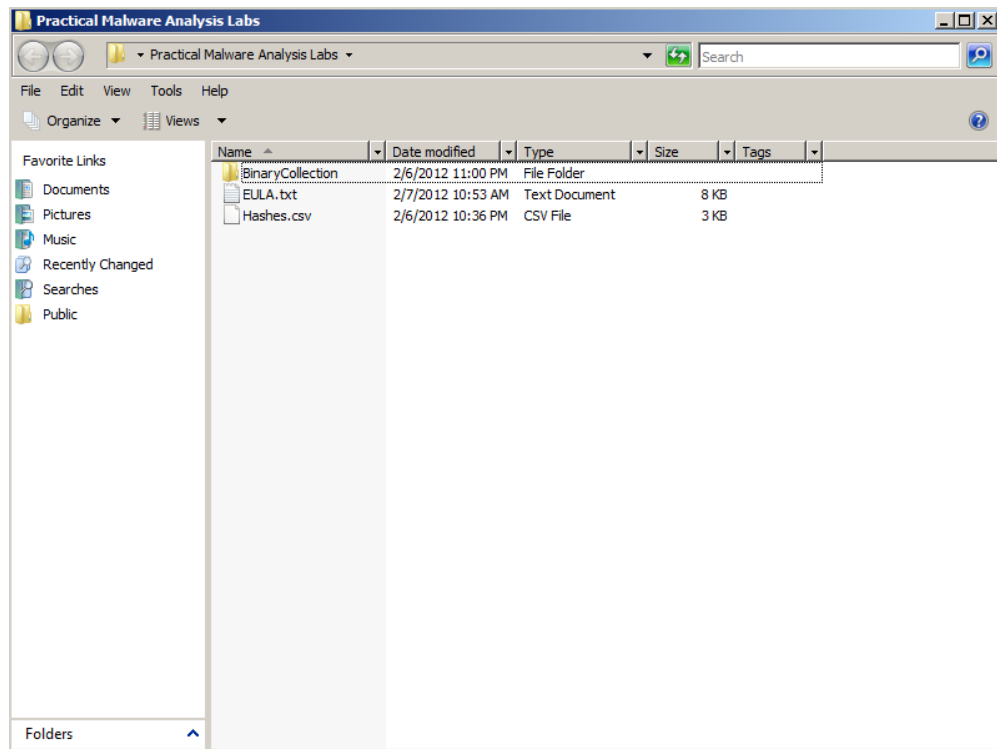 Practical Malware Analysis Labs
Practical Malware Analysis Labs
Search
File Edit View Tools Help
Organize Views
Favorite Links
Documents
Pictures
Music
Recently Changed
Searches
Public
Folders
Name Date modified Type Size Tags
BinaryCollection 2/6/2012 11:00 PM File Folder
EULA.txt 2/7/2012 10:53 AM Text Document 8 KB
Hashes.csv 2/6/2012 10:36 PM CSV File 3 KB